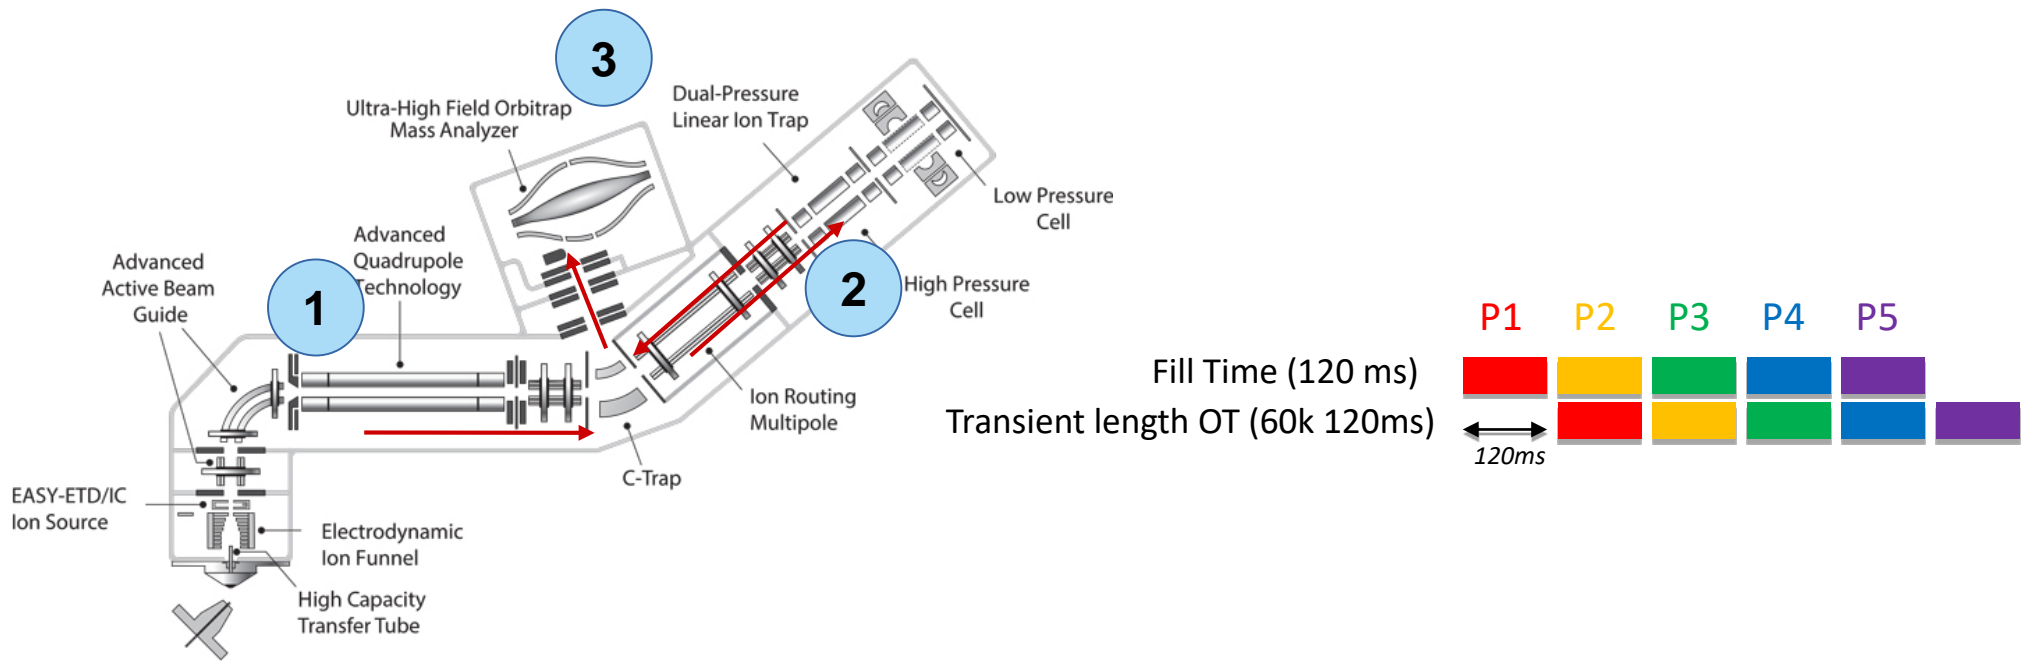 3
Ultra-High Field Orbitrap
Mass Analyzer
Dual-Pressure
Linear Ion Trap
Low Pressure
Cell
Advanced
Quadrupole
Technology
Advanced
Active Beam
Guide
1
2
High Pressure
Cell
Ion Routing
Multipole
C-Trap
EASY-ETD/IC
Ion Source
Electrodynamic
Ion Funnel
High Capacity
Transfer Tube
P1 P2 P3 P4 P5
Fill Time (120 ms)
Transient length OT (60k 120ms)
120ms